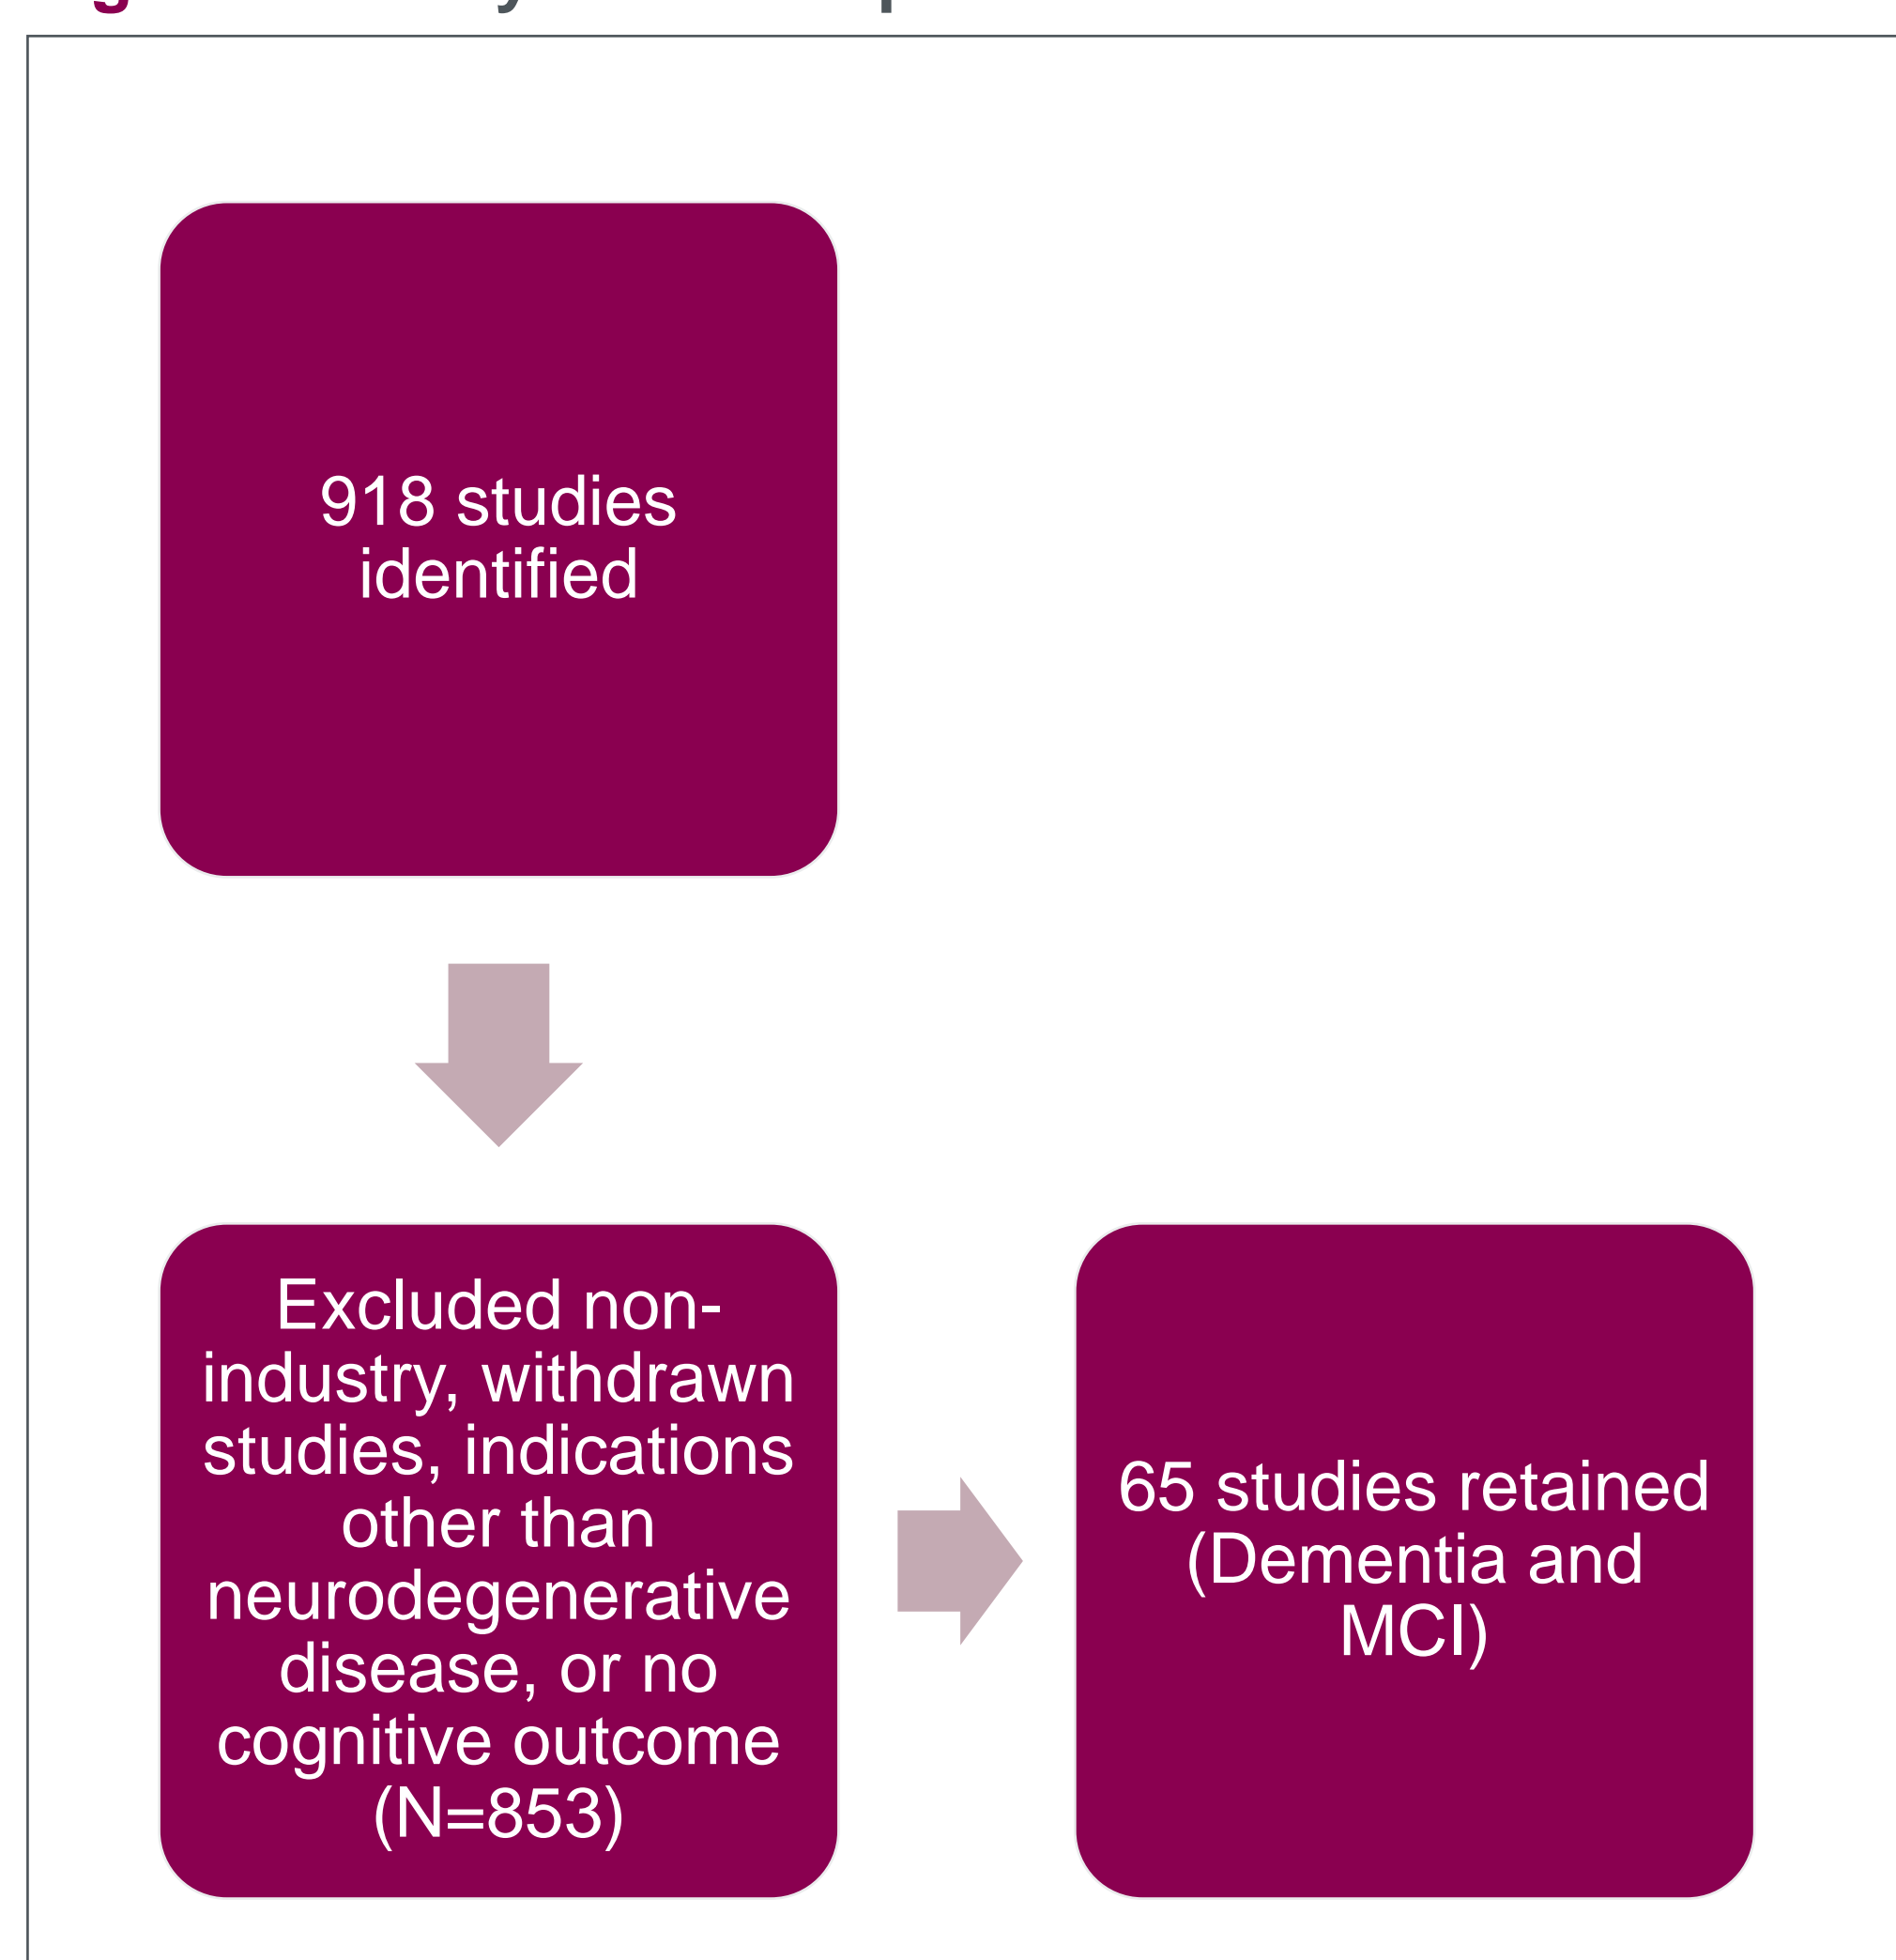 918 studies
identified
Excluded non-
industry, withdrawn
studies, indications
other than
neurodegenerative
disease, or no
cognitive outcome
(N=853)
65 studies retained
(Dementia and
MCI)